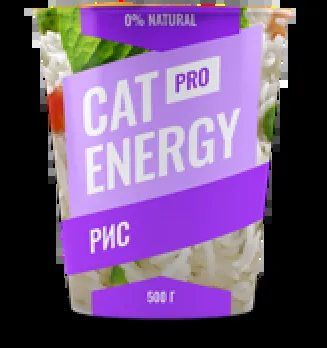 0% NATURAL
CAT PRO
ENERGY
РИС
500 Г